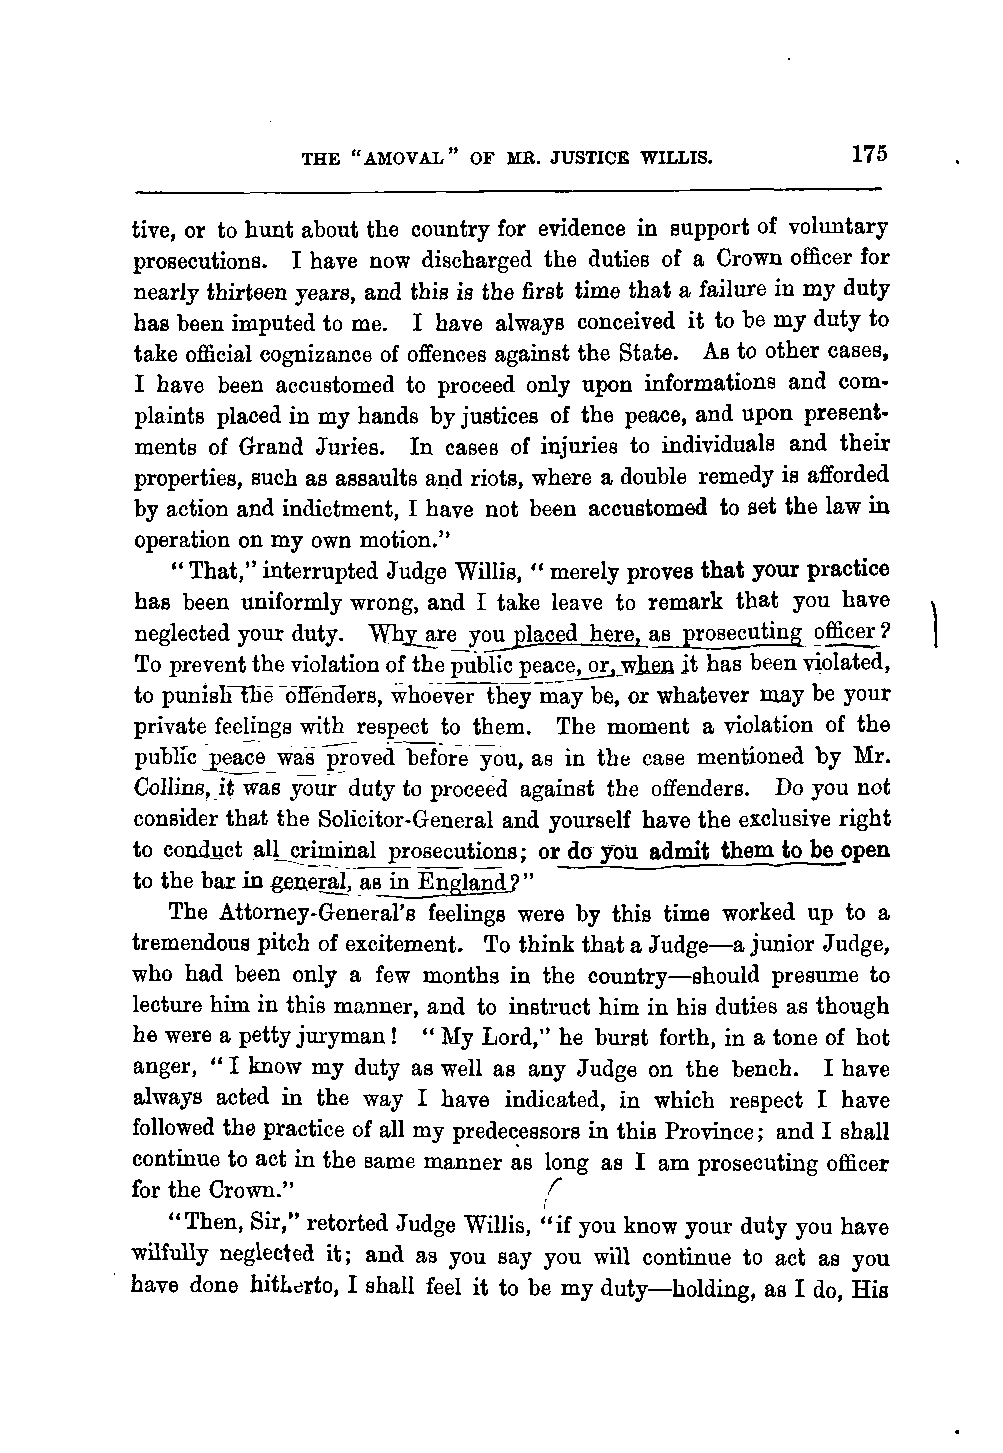 THE "AMOVAL" OF MR. JUSTICE WILLIS. 175
tive, or to hunt about the country for evidence in support of voluntary
prosecutions. I have now discharged the duties of a Crown officer for
nearly thirteen years, and this is the first time that a failure in my duty
has been imputed to me. I have always conceived it to be my duty to
take official cognizance of offences against the State. As to other cases,
I have been accustomed to proceed only upon informations and com-
plaints placed in my hands by justices of the peace, and upon present-
ments of Grand Juries. In cases of injuries to individuals and their
properties, such as assaults and riots, where a double remedy is afforded
by action and indictment, I have not been accustomed to set the law in
operation on my own motion."
"That," interrupted Judge Willis, "merely proves that your practice
has been uniformly wrong, and I take leave to remark that you have
neglected your duty. Why are you placed here, as prosecuting officer?
To prevent the violation of the public peace, or, when it has been violated,
to punish the offenders, whoever they may be, or whatever may be your
private feelings with respect to them. The moment a violation of the
public peace was proved before you, as in the case mentioned by Mr.
Collins, it was your duty to proceed against the offenders. Do you not
consider that the Solicitor-General and yourself have the exclusive right
to conduct all criminal prosecutions; or do you admit them to be open
to the bar in general, as in England?"
The Attorney-General's feelings were by this time worked up to a
tremendous pitch of excitement. To think that a Judge—a junior Judge,
who had been only a few months in the country—should presume to
lecture him in this manner, and to instruct him in his duties as though
he were a petty juryman! "My Lord," he burst forth, in a tone of hot
anger, "I know my duty as well as any Judge on the bench. I have
always acted in the way I have indicated, in which respect I have
followed the practice of all my predecessors in this Province; and I shall
continue to act in the same manner as long as I am prosecuting officer
for the Crown."
"Then, Sir," retorted Judge Willis, "if you know your duty you have
wilfully neglected it; and as you say you will continue to act as you
have done hitherto, I shall feel it to be my duty—holding, as I do, His